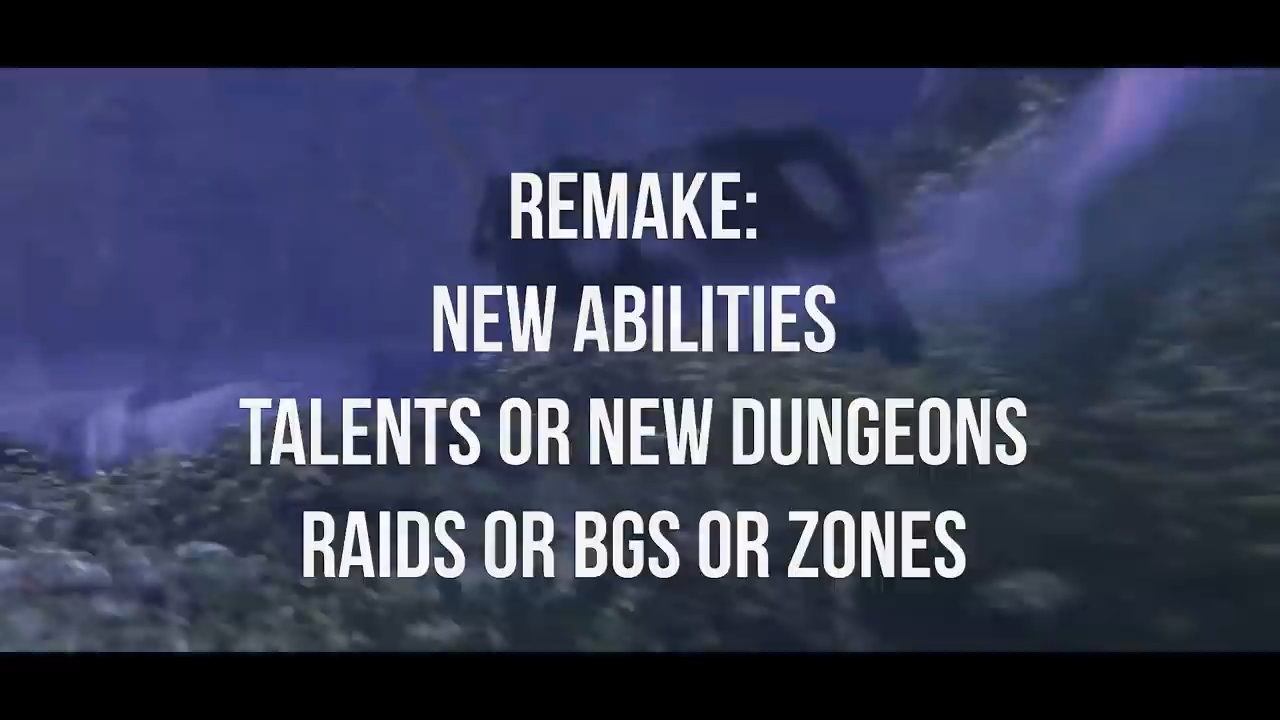 REMAKE:
NEW ABILITIES
TALENTS OR NEW DUNGEONS
RAIDS OR BGS OR ZONES